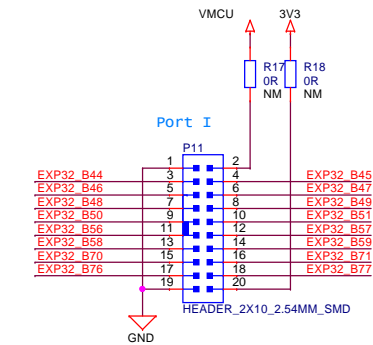 VMCU 3V3
R17 R18
0R 0R
NM NM
Port I
P11
1 2
EXP32_B44 3 4 EXP32_B45
EXP32_B46 5 6 EXP32_B47
EXP32_B48 7 8 EXP32_B49
EXP32_B50 9 10 EXP32_B51
EXP32_B56 11 12 EXP32_B57
EXP32_B58 13 14 EXP32_B59
EXP32_B70 15 16 EXP32_B71
EXP32_B76 17 18 EXP32_B77
19 20
HEADER_2X10_2.54MM_SMD
GND